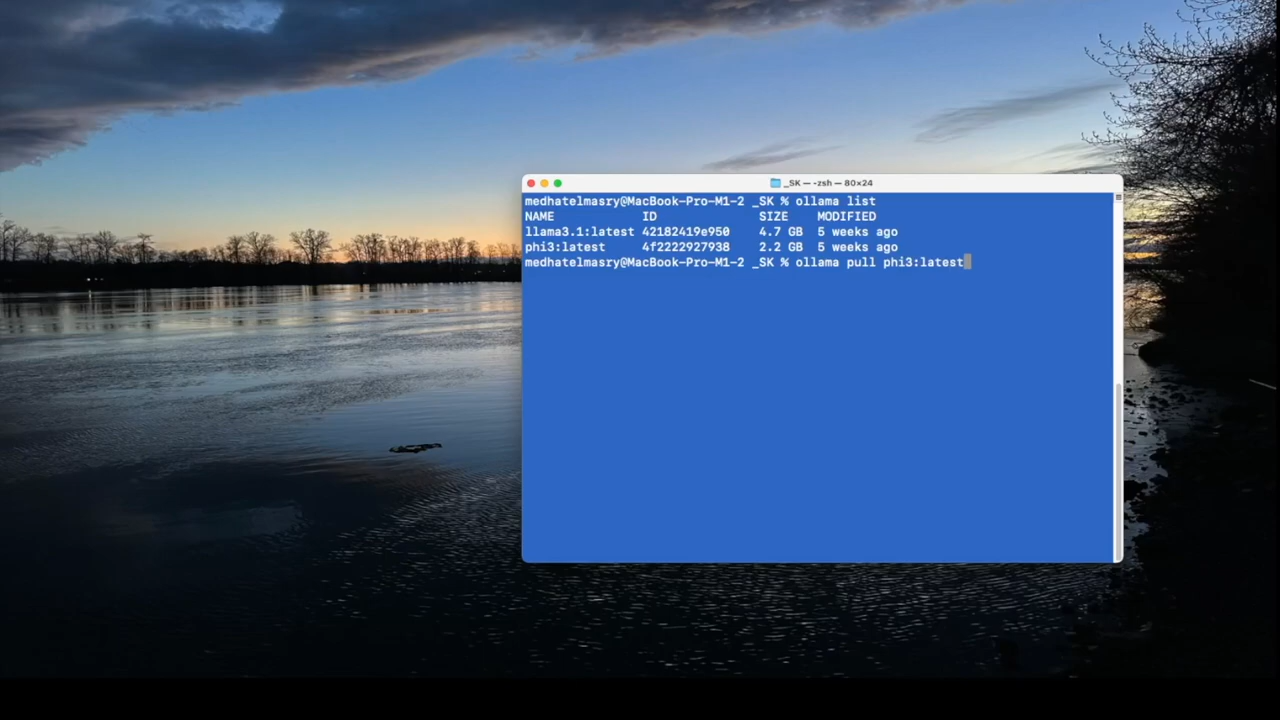 _SK — -zsh — 80×24
medhatelmasry@MacBook-Pro-M1-2 _SK % ollama list
NAME ID SIZE MODIFIED
llama3.1:latest 42182419e950 4.7 GB 5 weeks ago
phi3:latest 4f2222927938 2.2 GB 5 weeks ago
medhatelmasry@MacBook-Pro-M1-2 _SK % ollama pull phi3:latest